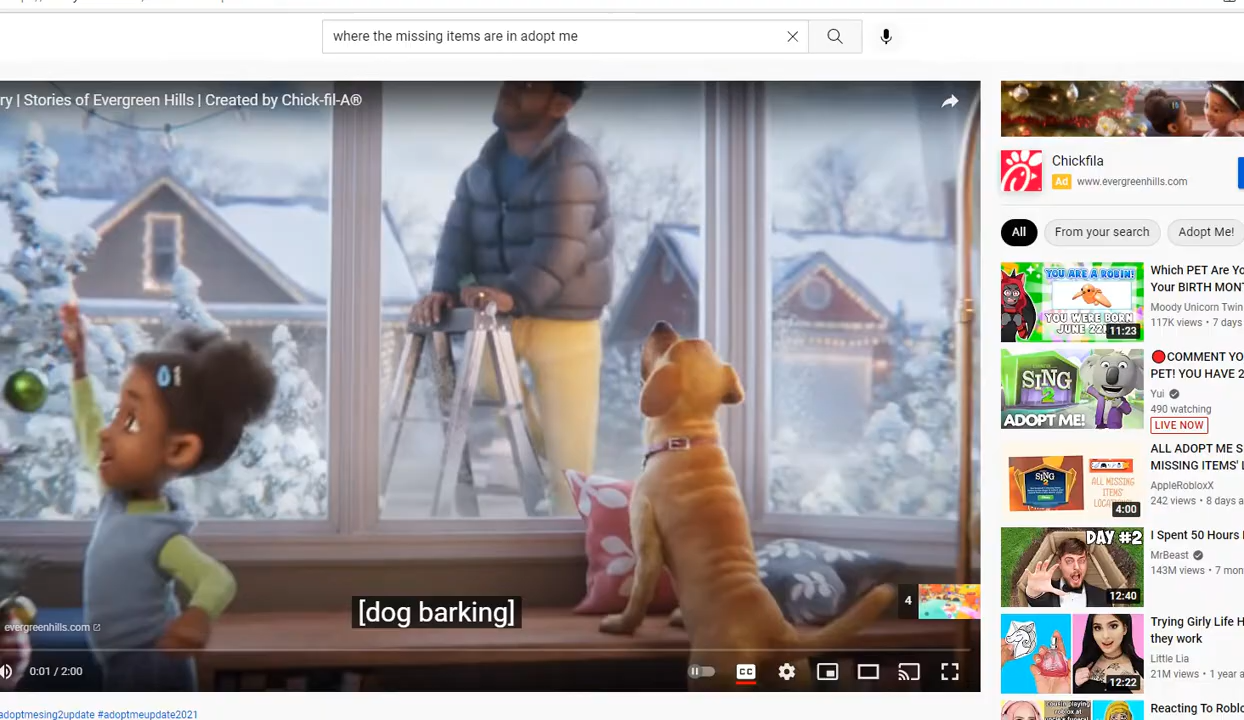 where the missing items are in adopt me
ry | Stories of Evergreen Hills | Created by Chick-fil-A®
[dog barking]
4
evergreenhills.com
0:01 / 2:00
CC
adoptmesing2update #adoptmeupdate2021
Chickfila
Ad www.evergreenhills.com
All From your search Adopt Me!
YOU ARE A ROBIN!
YOU WERE BORN
JUNE 22!
11:23
Which PET Are Yo
Your BIRTH MONT
Moody Unicorn Twin
117K views • 7 days
SING
2
ADOPT ME!
COMMENT YO
PET! YOU HAVE 2
Yui
490 watching
LIVE NOW
SING
2
ALL MISSING
ITEMS
4:00
ALL ADOPT ME S
MISSING ITEMS' L
AppleRobloxX
242 views • 8 days a
DAY #2
12:40
I Spent 50 Hours
MrBeast
143M views • 7 mon
12:22
Trying Girly Life H
they work
Little Lia
21M views • 1 year a
Reacting To Roblo